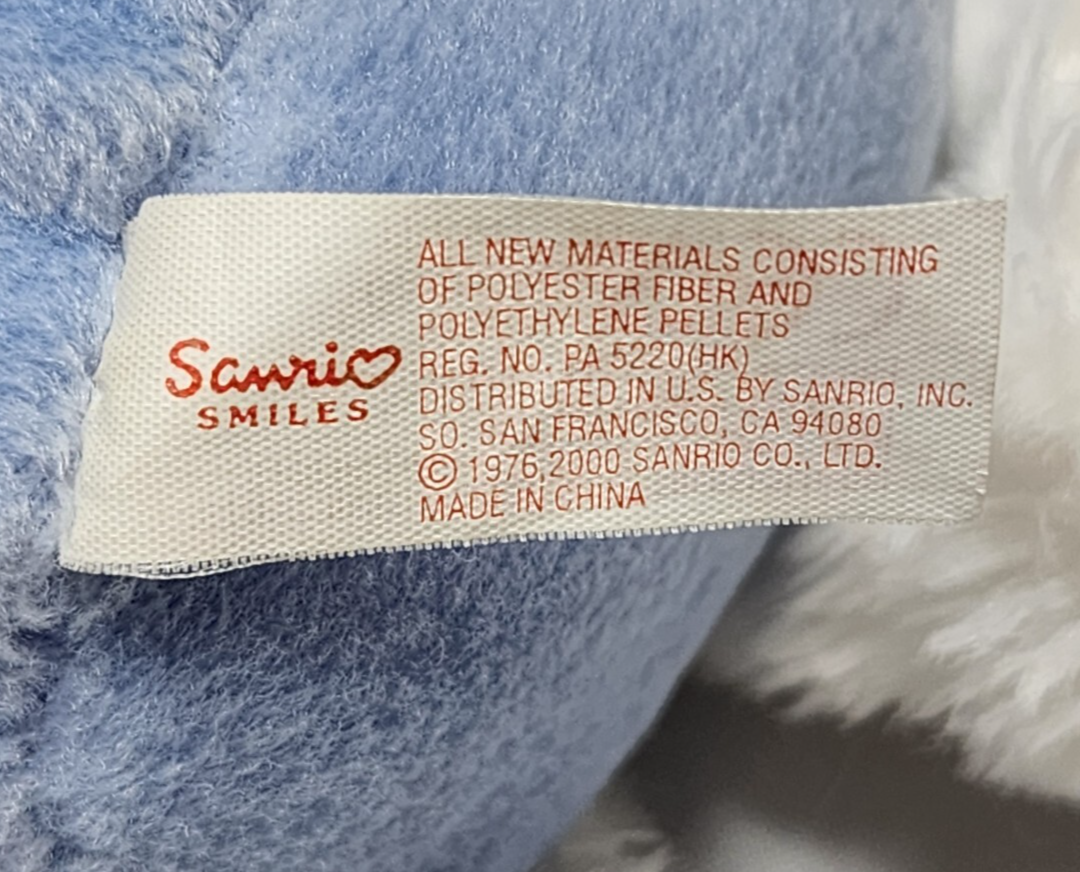 Sanrio
SMILES
ALL NEW MATERIALS CONSISTING
OF POLYESTER FIBER AND
POLYETHYLENE PELLETS
REG. NO. PA 5220(HK)
DISTRIBUTED IN U.S. BY SANRIO, INC.
SO. SAN FRANCISCO, CA 94080
© 1976,2000 SANRIO CO., LTD.
MADE IN CHINA